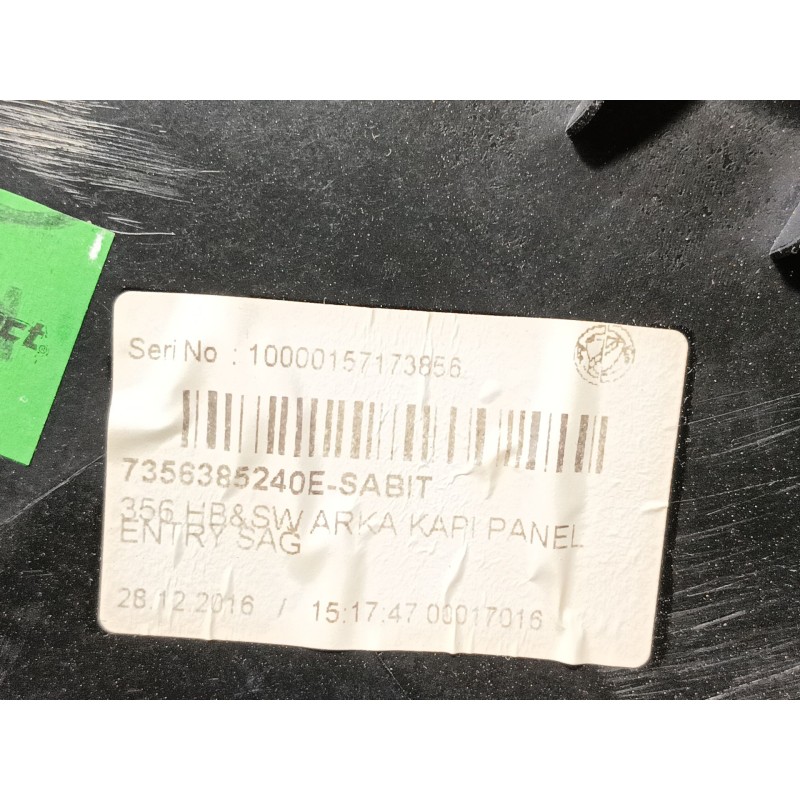 Seri No : 10000157173856
7356385240E-SABIT
356 HB&SW ARKA KAPI PANEL
ENTRY SAG
28.12.2016 / 15:17:47 00017016